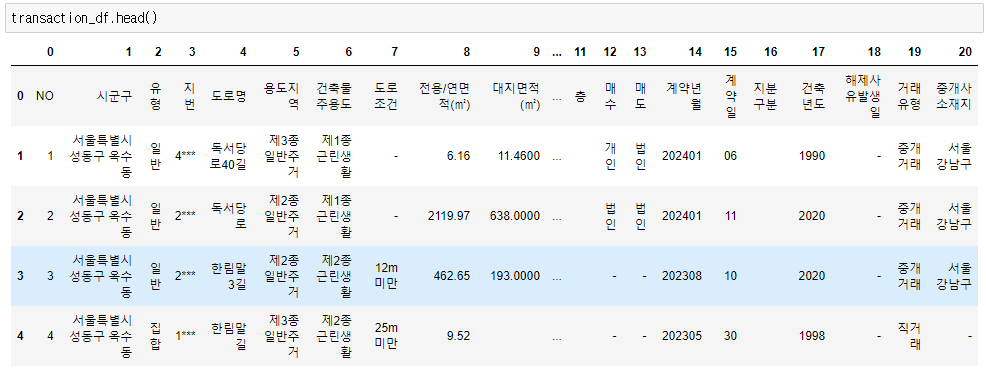 transaction_df.head()
0 1 2 3 4 5 6 7 8 9 ... 11 12 13 14 15 16 17 18 19 20
0 NO 시군구 유형 지번 도로명 용도지역 건축물주용도 도로조건 전용/연면적(㎡) 대지면적(㎡) ... 층 매수 매도 계약년월 계약일 지분구분 건축년도 해제사유발생일 거래유형 중개사소재지
1 1 서울특별시 성동구 옥수동 일반 4*** 독서당로40길 제3종일반주거 제1종근린생활 - 6.16 11.4600 ... 개인 법인 202401 06 1990 - 중개거래 서울 강남구
2 2 서울특별시 성동구 옥수동 일반 2*** 독서당로 제2종일반주거 제1종근린생활 - 2119.97 638.0000 ... 법인 법인 202401 11 2020 - 중개거래 서울 강남구
3 3 서울특별시 성동구 옥수동 일반 2*** 한림말3길 제2종일반주거 제2종근린생활 12m미만 462.65 193.0000 ... - - 202308 10 2020 - 중개거래 서울 강남구
4 4 서울특별시 성동구 옥수동 집합 1*** 한림말길 제3종일반주거 제2종근린생활 25m미만 9.52 ... - - 202305 30 1998 - 직거래 -